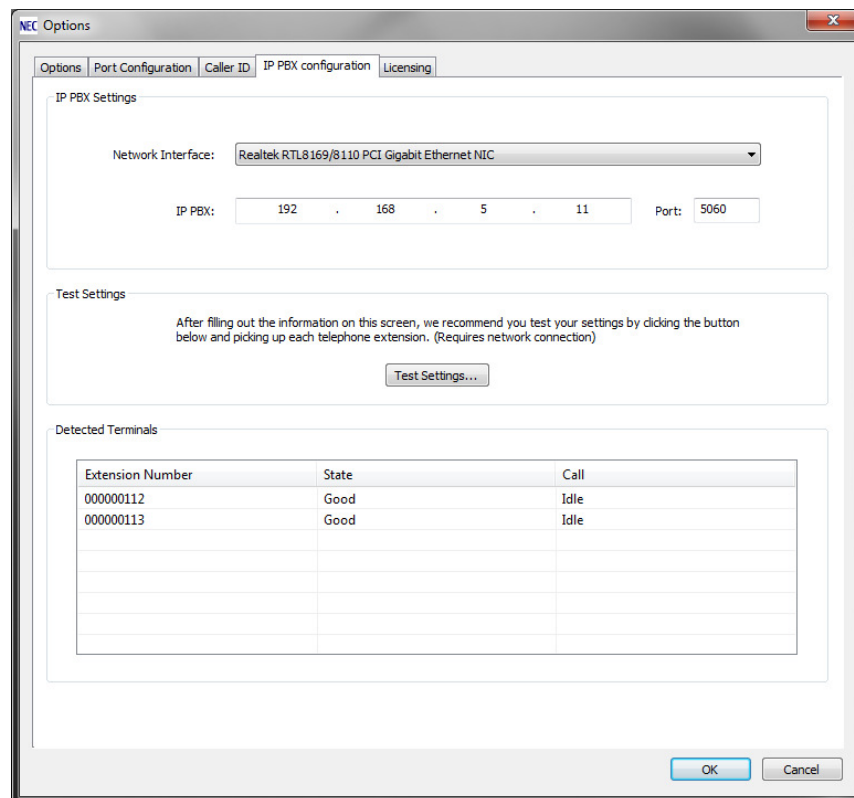 NEC Options
Options Port Configuration Caller ID IP PBX configuration Licensing
IP PBX Settings
Network Interface: Realtek RTL8169/8110 PCI Gigabit Ethernet NIC
IP PBX: 192 . 168 . 5 . 11 Port: 5060
Test Settings
After filling out the information on this screen, we recommend you test your settings by clicking the button
below and picking up each telephone extension. (Requires network connection)
Test Settings...
Detected Terminals
Extension Number State Call
000000112 Good Idle
000000113 Good Idle
OK Cancel